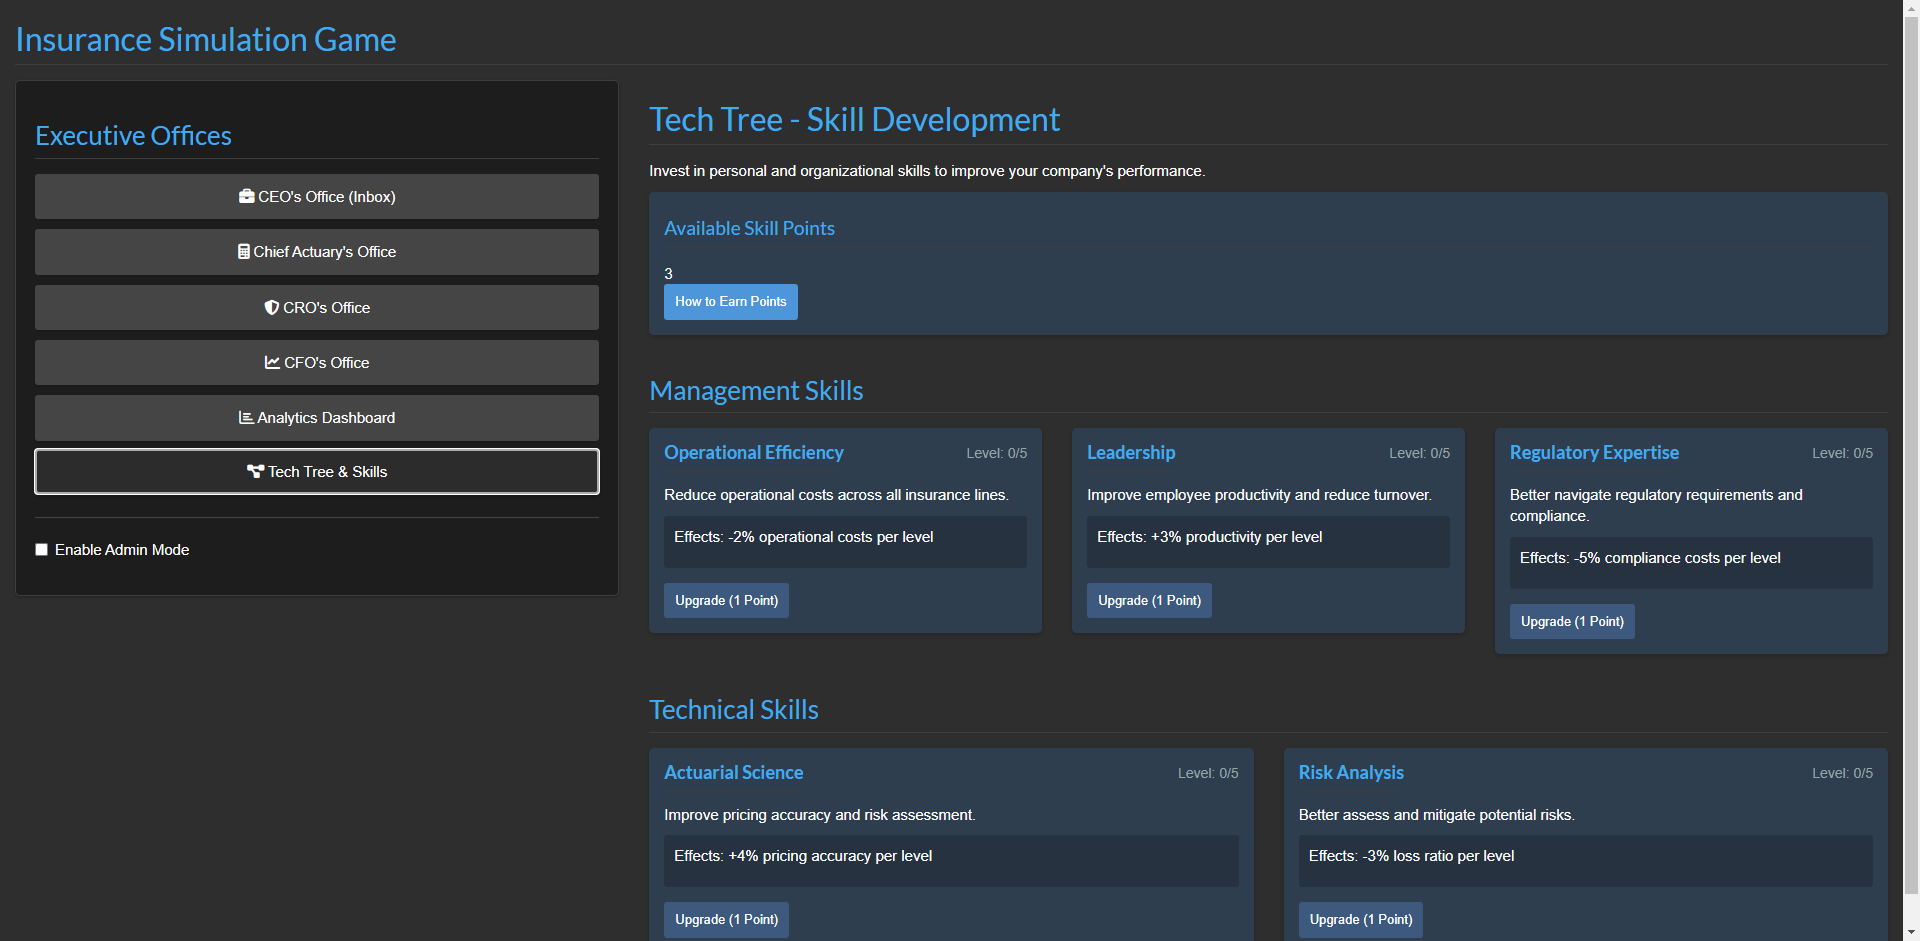 Insurance Simulation Game
Executive Offices
CEO's Office (Inbox)
Chief Actuary's Office
CRO's Office
CFO's Office
Analytics Dashboard
Tech Tree & Skills
Enable Admin Mode
Tech Tree - Skill Development
Invest in personal and organizational skills to improve your company's performance.
Available Skill Points
3
How to Earn Points
Management Skills
Operational Efficiency
Level: 0/5
Reduce operational costs across all insurance lines.
Effects: -2% operational costs per level
Upgrade (1 Point)
Leadership
Level: 0/5
Improve employee productivity and reduce turnover.
Effects: +3% productivity per level
Upgrade (1 Point)
Regulatory Expertise
Level: 0/5
Better navigate regulatory requirements and
compliance.
Effects: -5% compliance costs per level
Upgrade (1 Point)
Technical Skills
Actuarial Science
Level: 0/5
Improve pricing accuracy and risk assessment.
Effects: +4% pricing accuracy per level
Upgrade (1 Point)
Risk Analysis
Level: 0/5
Better assess and mitigate potential risks.
Effects: -3% loss ratio per level
Upgrade (1 Point)